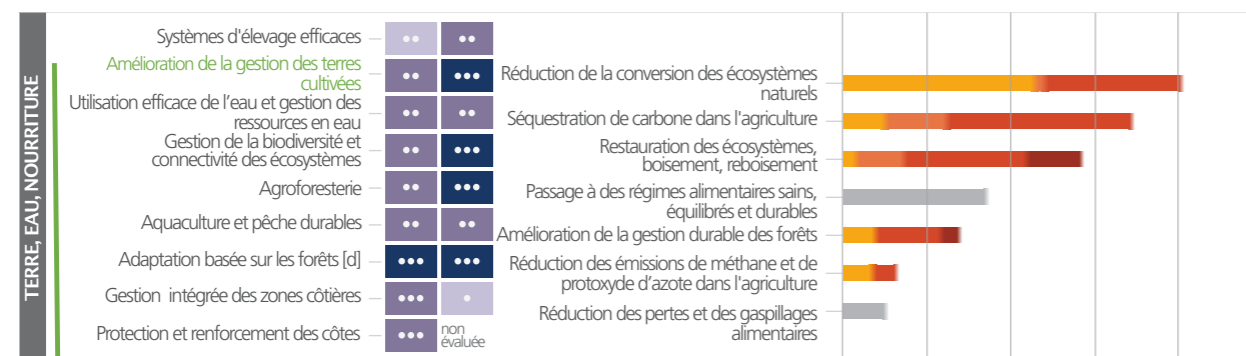 TERRE, EAU, NOURRITURE
Systèmes d'élevage efficaces
Amélioration de la gestion des terres
cultivées
Utilisation efficace de l'eau et gestion des
ressources en eau
Gestion de la biodiversité et
connectivité des écosystèmes
Agroforesterie
Aquaculture et pêche durables
Adaptation basée sur les forêts [d]
Gestion intégrée des zones côtières
Protection et renforcement des côtes
non
évaluée
Réduction de la conversion des écosystèmes
naturels
Séquestration de carbone dans l'agriculture
Restauration des écosystèmes,
boisement, reboisement
Passage à des régimes alimentaires sains,
équilibrés et durables
Amélioration de la gestion durable des forêts
Réduction des émissions de méthane et de
protoxyde d'azote dans l'agriculture
Réduction des pertes et des gaspillages
alimentaires